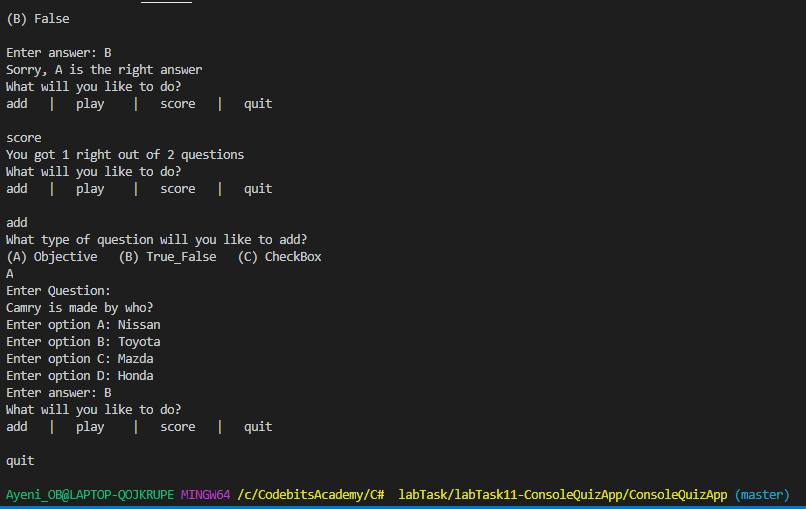 (B) False
Enter answer: B
Sorry, A is the right answer
What will you like to do?
add | play | score | quit
score
You got 1 right out of 2 questions
What will you like to do?
add | play | score | quit
add
What type of question will you like to add?
(A) Objective (B) True_False (C) CheckBox
A
Enter Question:
Camry is made by who?
Enter option A: Nissan
Enter option B: Toyota
Enter option C: Mazda
Enter option D: Honda
Enter answer: B
What will you like to do?
add | play | score | quit
quit
Ayeni_OB@LAPTOP-QOJKRUPE MINGW64 /c/CodebitsAcademy/C# labTask/labTask11-ConsoleQuizApp/ConsoleQuizApp (master)